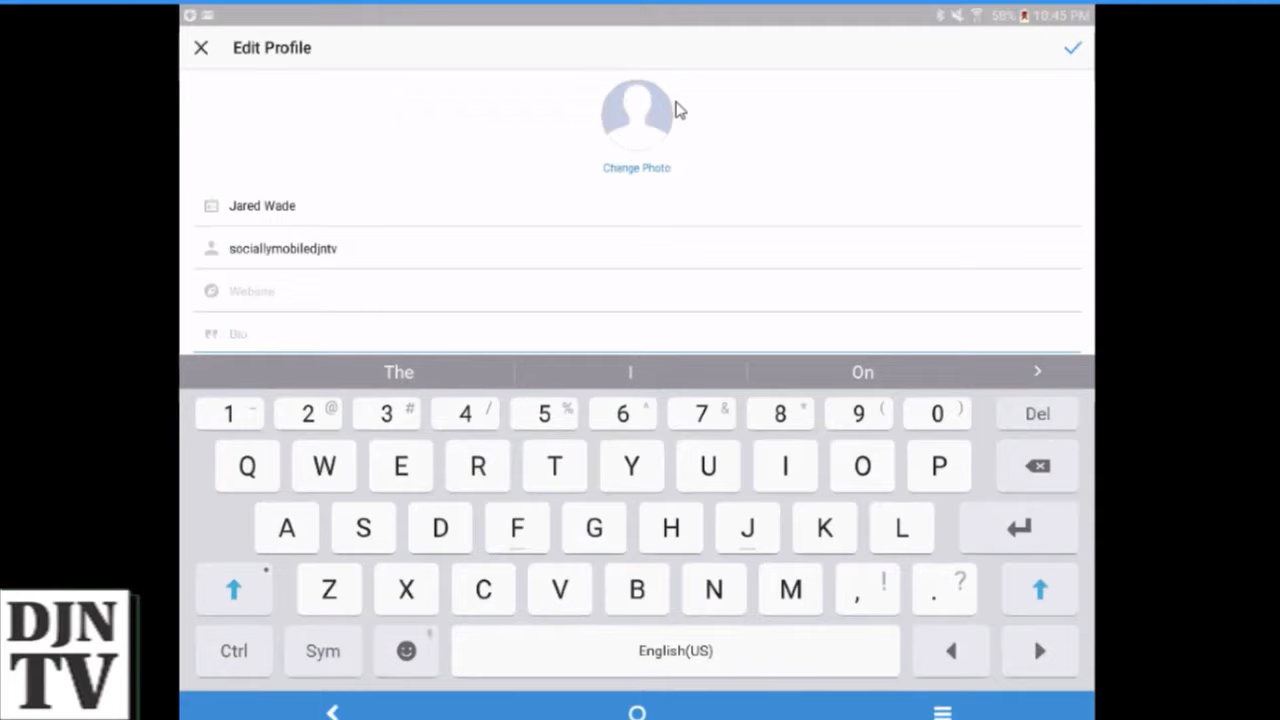 58% 10:45 PM
Edit Profile
Change Photo
Jared Wade
sociallymobiledjntv
Website
Bio
The I On
1 - 2 @ 3 # 4 / 5 % 6 ^ 7 & 8 * 9 ( 0 ) Del
Q W E R T Y U I O P
A S D F G H J K L
Z X C V B N M , ! . ?
Ctrl Sym English(US)
DJN
TV